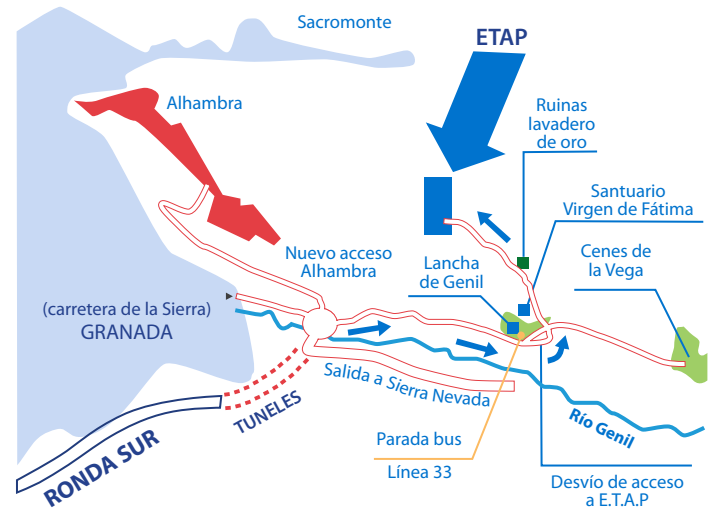 Sacromonte
ETAP
Alhambra
Ruinas
lavadero
de oro
Santuario
Virgen de Fátima
Nuevo acceso
Alhambra
Lancha
de Genil
Cenes de
la Vega
(carretera de la Sierra)
GRANADA
Salida a Sierra Nevada
TUNELES
RONDA SUR
Río Genil
Parada bus
Línea 33
Desvío de acceso
a E.T.A.P